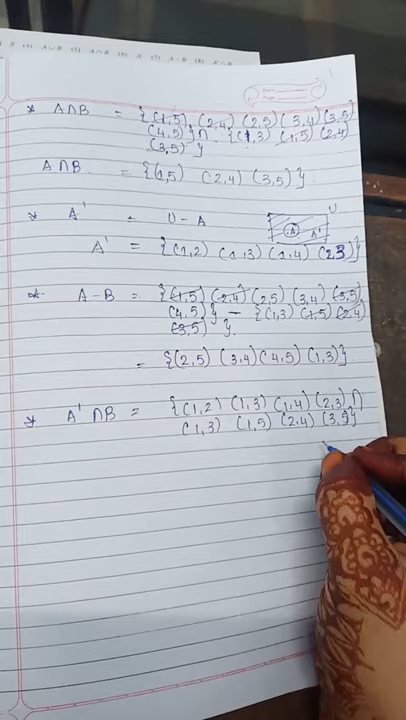 * A∩B = {(1,5), (2,4) (2,5) (3,4) (3,5)
(4,5)} ∩ {(1,3) (1,5) (2,4)
(3,5)}
A∩B. = {(1,5) (2,4) (3,5)}.
* A' = U - A
U
A A'
A' = {(1,2) (1,3) (1,4) (2,3)}
* A-B = {(1,5) (2,4) (2,5) (3,4) (3,5)
(4,5)} - {(1,3) (1,5) (2,4)
(3,5)}.
= {(2,5) (3,4) (4,5) (1,3)}.
* A'∩B = {(1,2) (1,3) (1,4) (2,3) ∩
(1,3) (1,5) (2,4) (3,5)}